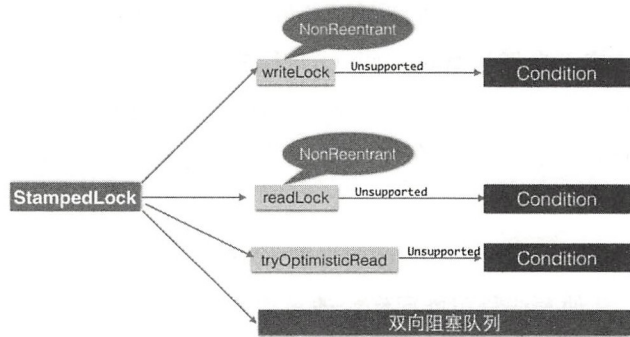 NonReentrant
writeLock
Unsupported
Condition
NonReentrant
StampedLock
readLock
Unsupported
Condition
tryOptimisticRead
Unsupported
Condition
双向阻塞队列